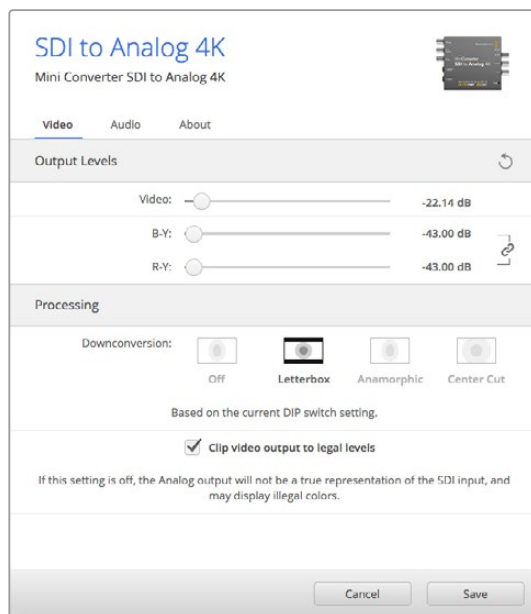 SDI to Analog 4K
Mini Converter SDI to Analog 4K
Video Audio About
Output Levels
Video: -22.14 dB
B-Y: -43.00 dB
R-Y: -43.00 dB
Processing
Downconversion:
Off Letterbox Anamorphic Center Cut
Based on the current DIP switch setting.
Clip video output to legal levels
If this setting is off, the Analog output will not be a true representation of the SDI input, and
may display illegal colors.
Cancel Save